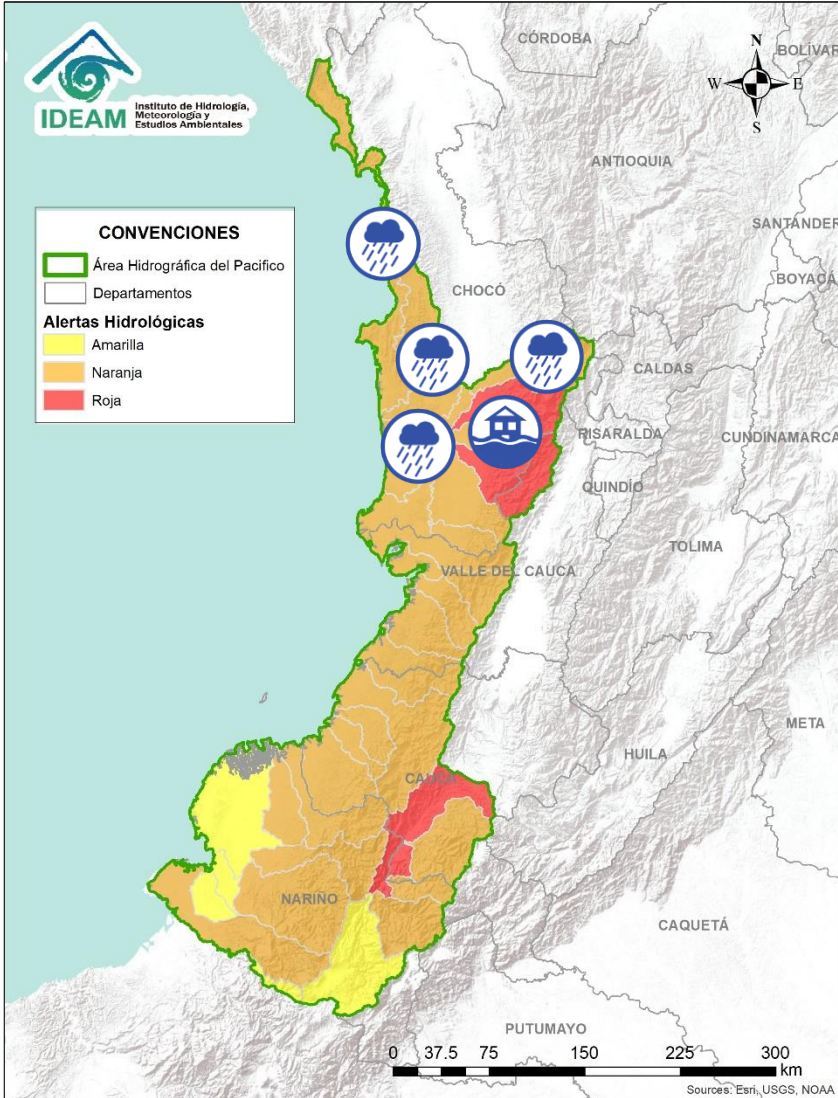 IDEAM
Instituto de Hidrología,
Meteorología y
Estudios Ambientales
CÓRDOBA
BOLÍVAR
N
W
E
S
ANTIOQUIA
SANTANDER
BOYACÁ
CONVENCIONES
Área Hidrográfica del Pacifico
Departamentos
Alertas Hidrológicas
Amarilla
Naranja
Roja
CHOCÓ
CALDAS
RISARALDA
CUNDINAMARCA
QUINDÍO
TOLIMA
VALLE DEL CAUCA
META
HUILA
CAUCA
NARIÑO
CAQUETÁ
PUTUMAYO
0 37.5 75 150 225 300
km
Sources: Esri, USGS, NOAA